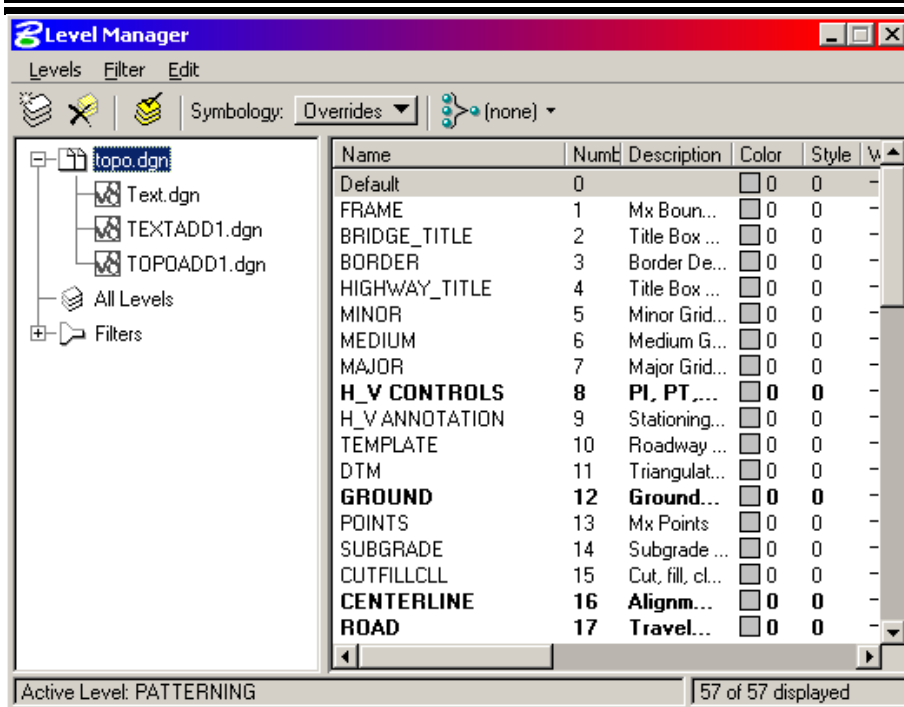 Level Manager
Levels Filter Edit
Symbology: Overrides (none)
topo.dgn
Text.dgn
TEXTADD1.dgn
TOPOADD1.dgn
All Levels
Filters
Name Numb Description Color Style
Default 0 0 0
FRAME 1 Mx Boun... 0 0
BRIDGE_TITLE 2 Title Box ... 0 0
BORDER 3 Border De... 0 0
HIGHWAY_TITLE 4 Title Box ... 0 0
MINOR 5 Minor Grid... 0 0
MEDIUM 6 Medium G... 0 0
MAJOR 7 Major Grid... 0 0
H_V CONTROLS 8 PI, PT,... 0 0
H_V ANNOTATION 9 Stationing... 0 0
TEMPLATE 10 Roadway ... 0 0
DTM 11 Triangulat... 0 0
GROUND 12 Ground... 0 0
POINTS 13 Mx Points 0 0
SUBGRADE 14 Subgrade ... 0 0
CUTFILLCLL 15 Cut, fill, cl... 0 0
CENTERLINE 16 Alignm... 0 0
ROAD 17 Travel... 0 0
Active Level: PATTERNING 57 of 57 displayed